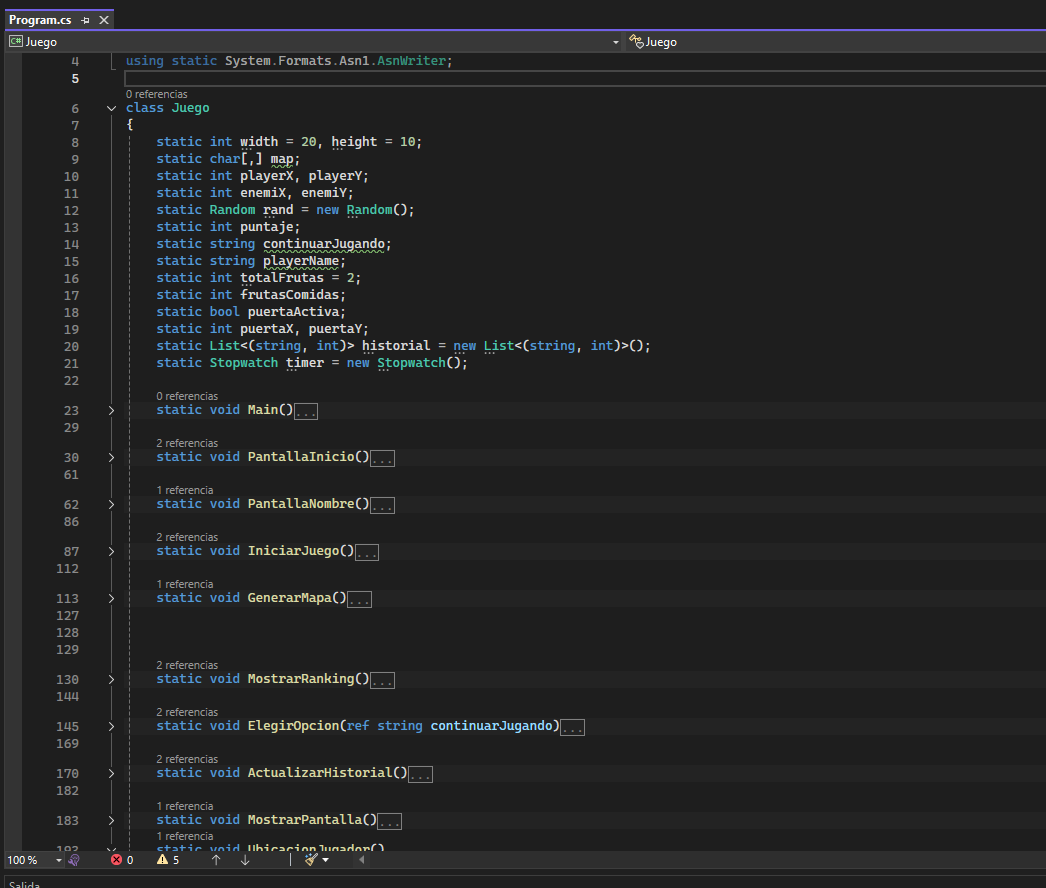 Program.cs
Juego
Juego
4 using static System.Formats.Asn1.AsnWriter;
5
0 referencias
6 class Juego
7 {
8 static int width = 20, height = 10;
9 static char[,] map;
10 static int playerX, playerY;
11 static int enemiX, enemiY;
12 static Random rand = new Random();
13 static int puntaje;
14 static string continuarJugando;
15 static string playerName;
16 static int totalFrutas = 2;
17 static int frutasComidas;
18 static bool puertaActiva;
19 static int puertaX, puertaY;
20 static List<(string, int)> historial = new List<(string, int)>();
21 static Stopwatch timer = new Stopwatch();
22
0 referencias
23 static void Main()...
29
2 referencias
30 static void PantallaInicio()...
61
1 referencia
62 static void PantallaNombre()...
86
2 referencias
87 static void IniciarJuego()...
112
1 referencia
113 static void GenerarMapa()...
127
128
129
2 referencias
130 static void MostrarRanking()...
144
2 referencias
145 static void ElegirOpcion(ref string continuarJugando)...
169
2 referencias
170 static void ActualizarHistorial()...
182
1 referencia
183 static void MostrarPantalla()...
1 referencia
193 static void UbicacionJugador()
100 %
0
5
Salida